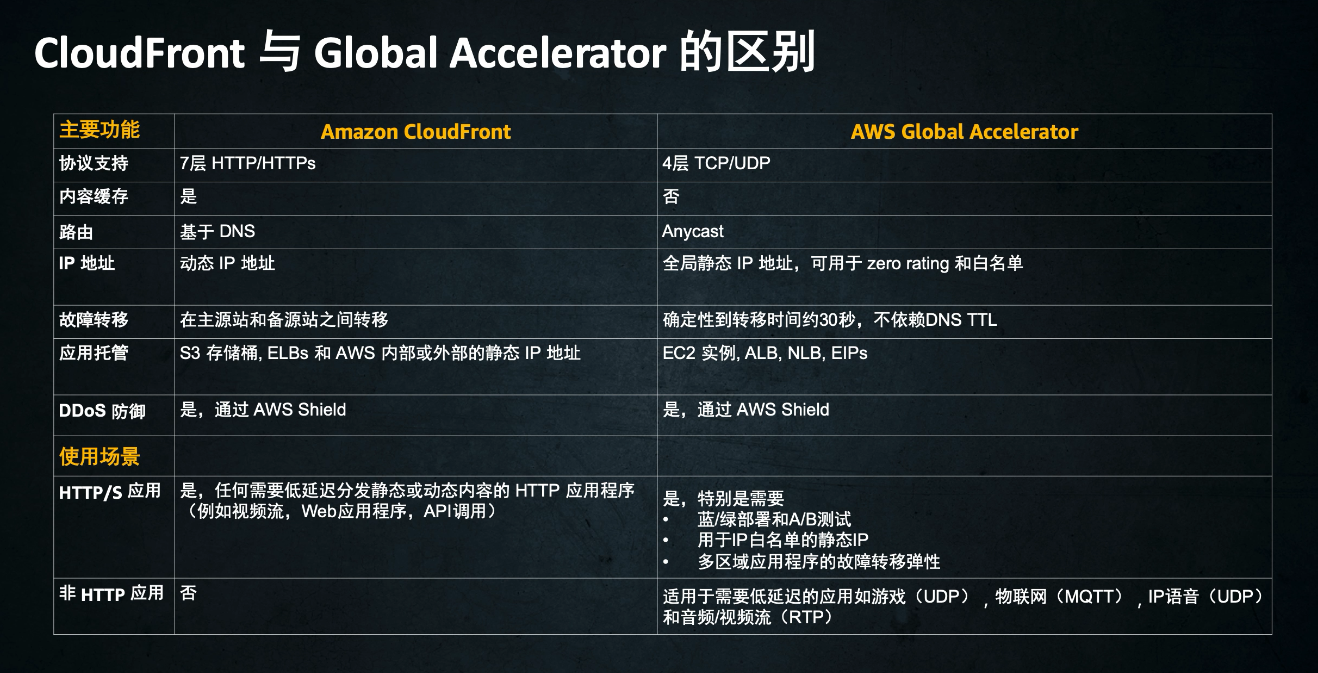 CloudFront 与 Global Accelerator 的区别
主要功能 Amazon CloudFront AWS Global Accelerator
协议支持 7层 HTTP/HTTPs 4层 TCP/UDP
内容缓存 是 否
路由 基于 DNS Anycast
IP 地址 动态 IP 地址 全局静态 IP 地址，可用于 zero rating 和白名单
故障转移 在主源站和备源站之间转移 确定性到转移时间约30秒，不依赖DNS TTL
应用托管 S3 存储桶, ELBs 和 AWS 内部或外部的静态 IP 地址 EC2 实例, ALB, NLB, EIPs
DDoS 防御 是，通过 AWS Shield 是，通过 AWS Shield
使用场景
HTTP/S 应用 是，任何需要低延迟分发静态或动态内容的 HTTP 应用程序
（例如视频流，Web应用程序，API调用）
是，特别是需要
• 蓝/绿部署和A/B测试
• 用于IP白名单的静态IP
• 多区域应用程序的故障转移弹性
非 HTTP 应用 否 适用于需要低延迟的应用如游戏（UDP）, 物联网（MQTT）, IP语音（UDP）
和音频/视频流（RTP）